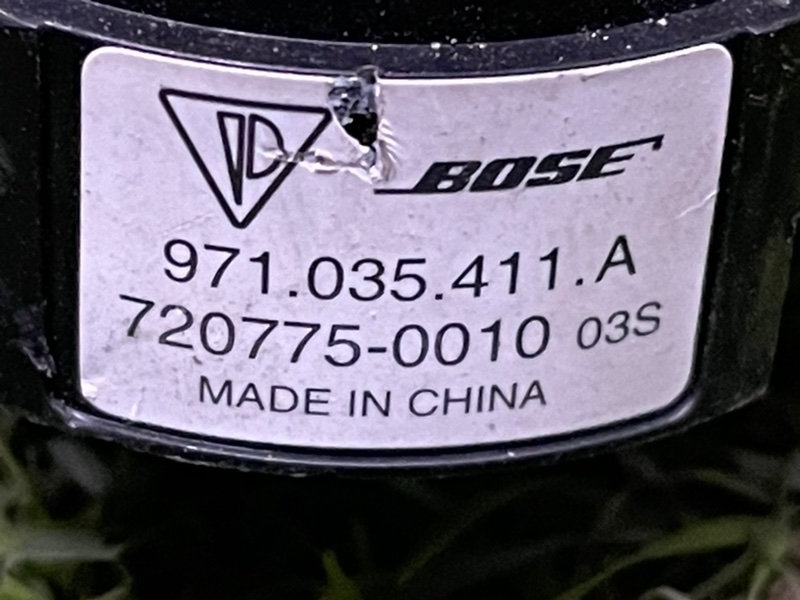 BOSE
971.035.411.A
720775-0010 03S
MADE IN CHINA